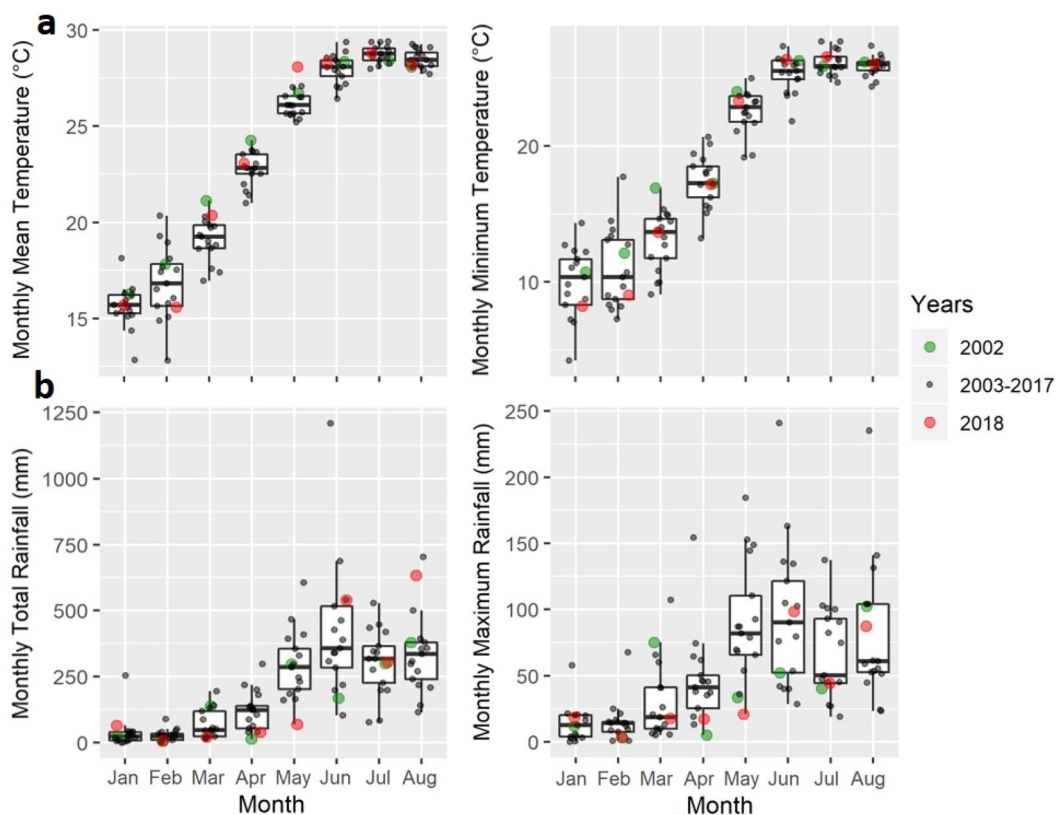 a
Monthly Mean Temperature (°C)
30
25
20
15
Monthly Minimum Temperature (°C)
20
10
Years
2002
2003-2017
2018
b
Monthly Total Rainfall (mm)
1250
1000
750
500
250
0
Jan Feb Mar Apr May Jun Jul Aug
Month
Monthly Maximum Rainfall (mm)
250
200
150
100
50
0
Jan Feb Mar Apr May Jun Jul Aug
Month